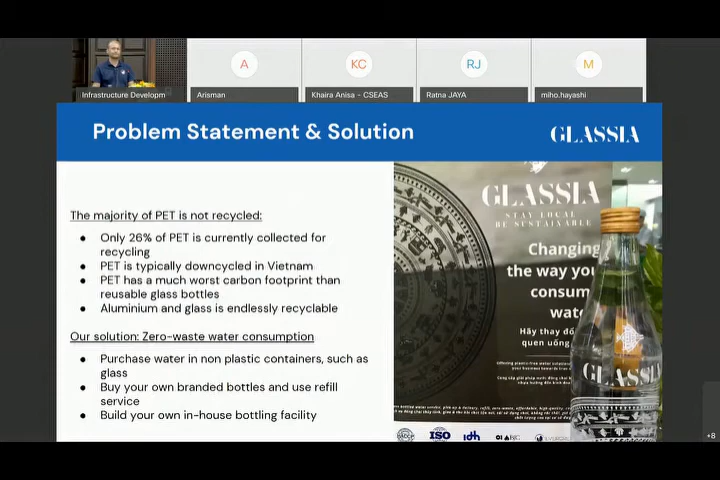 A
KC
RJ
M
Infrastructure Developm
Arisman
Khaira Anisa - CSEAS
Ratna JAYA
miho.hayashi
Problem Statement & Solution
GLASSIA
The majority of PET is not recycled:
● Only 26% of PET is currently collected for
recycling
● PET is typically downcycled in Vietnam
● PET has a much worst carbon footprint than
reusable glass bottles
● Aluminium and glass is endlessly recyclable
Our solution: Zero-waste water consumption
● Purchase water in non plastic containers, such as
glass
● Buy your own branded bottles and use refill
service
● Build your own in-house bottling facility
GLASSIA
STAY LOCAL
BE SUSTAINABLE
Changing
the way you
consum
wate
Hãy thay đổ
quen uống
GLASSIA
ISO
+8